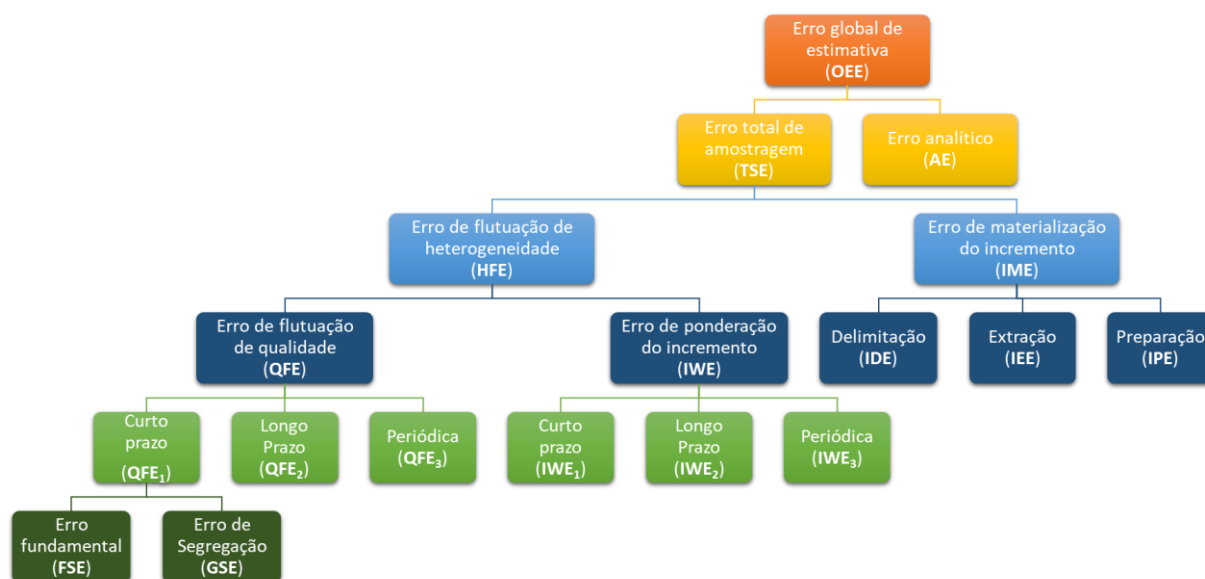 Erro global de
estimativa
(OEE)
Erro total de
amostragem
(TSE)
Erro analítico
(AE)
Erro de flutuação de
heterogeneidade
(HFE)
Erro de materialização
do incremento
(IME)
Erro de flutuação
de qualidade
(QFE)
Erro de ponderação
do incremento
(IWE)
Delimitação
(IDE)
Extração
(IEE)
Preparação
(IPE)
Curto
prazo
(QFE₁)
Longo
Prazo
(QFE₂)
Periódica
(QFE₃)
Curto
prazo
(IWE₁)
Longo
Prazo
(IWE₂)
Periódica
(IWE₃)
Erro
fundamental
(FSE)
Erro de
Segregação
(GSE)